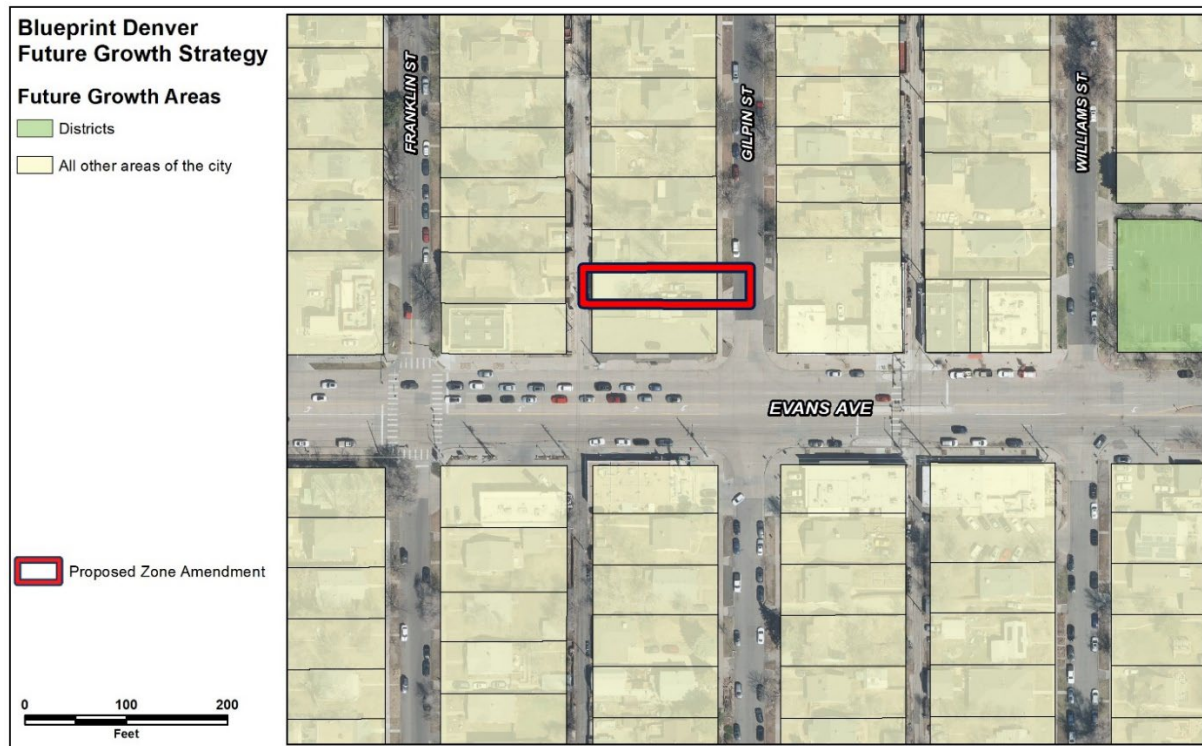 Blueprint Denver
Future Growth Strategy
Future Growth Areas
Districts
All other areas of the city
Proposed Zone Amendment
0 100 200
Feet
FRANKLIN ST
GILPIN ST
WILLIAMS ST
EVANS AVE